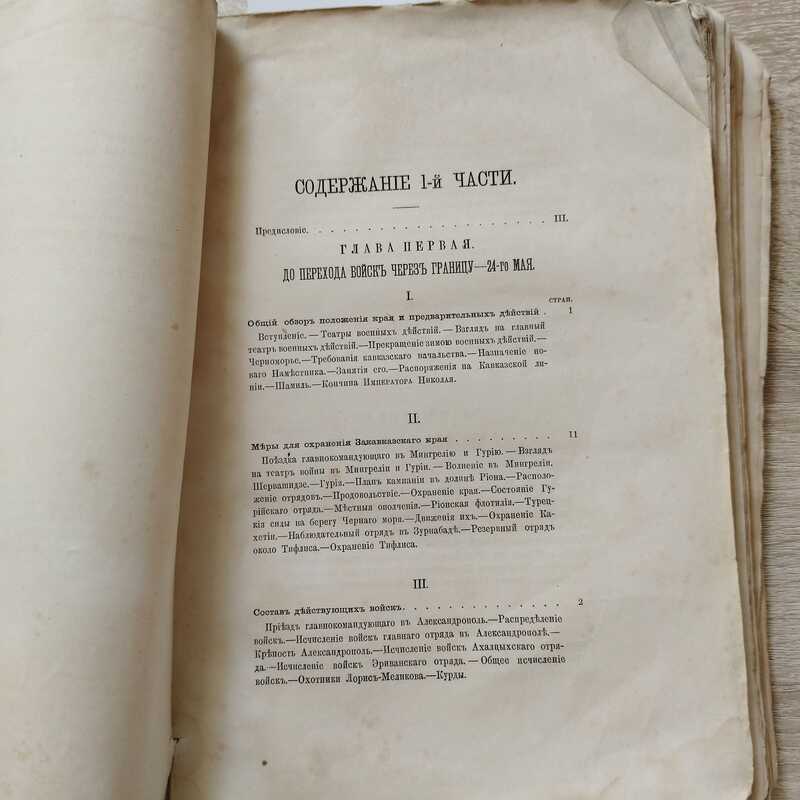 СОДЕРЖАНІЕ 1-й ЧАСТИ.
Предисловіе. . . . . . . . . . . . . . . . . . . III.
ГЛАВА ПЕРВАЯ.
ДО ПЕРЕХОДА ВОЙСКЪ ЧЕРЕЗЪ ГРАНИЦУ—24-го МАЯ.
I.
СТРАН.
Общій обзоръ положенія края и предварительныхъ дѣйствій . 1
Вступленіе. — Театры военныхъ дѣйствій. — Взглядъ на главный
театръ военныхъ дѣйствій.—Прекращеніе зимою военныхъ дѣйствій.—
Черноморье.—Требованія кавказскаго начальства.—Назначеніе но-
ваго Намѣстника.—Занятія его.—Распоряженія на Кавказской ли-
ніи.—Шамиль.—Кончина Императора Николая.
II.
Мѣры для охраненія Закавказскаго края . . . . . . . . . 11
Поѣздка главнокомандующаго въ Мингрелію и Гурію. — Взглядъ
на театръ войны въ Мингреліи и Гуріи. — Волненіе въ Мингреліи.
Шервашидзе.—Гурія.—Планъ кампаніи въ долинѣ Ріона.—Располо-
женіе отрядовъ.—Продовольствіе.—Охраненіе края.—Состояніе Гу-
рійскаго отряда.—Мѣстныя ополченія.—Ріонская флотилія.—Турец-
кія силы на берегу Чернаго моря.—Движенія ихъ.—Охраненіе Ка-
хетіи.—Наблюдательный отрядъ въ Зурнабадѣ.—Резервный отрядъ
около Тифлиса.—Охраненіе Тифлиса.
III.
Составъ дѣйствующихъ войскъ. . . . . . . . . . . . . . 2
Пріѣздъ главнокомандующаго въ Александрополь.—Распредѣленіе
войскъ.—Исчисленіе войскъ главнаго отряда въ Александрополѣ.—
Крѣпость Александрополь.—Исчисленіе войскъ Ахалцыхскаго отря-
да.—Исчисленіе войскъ Эриванскаго отряда. — Общее исчисленіе
войскъ.—Охотники Лорисъ-Меликова.—Курды.